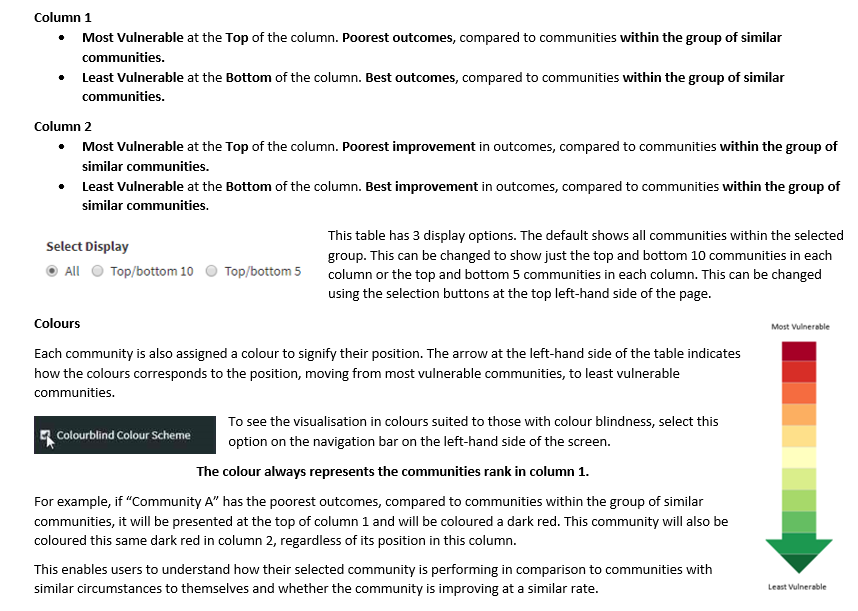 Column 1
• Most Vulnerable at the Top of the column. Poorest outcomes, compared to communities within the group of similar
communities.
• Least Vulnerable at the Bottom of the column. Best outcomes, compared to communities within the group of similar
communities.
Column 2
• Most Vulnerable at the Top of the column. Poorest improvement in outcomes, compared to communities within the group of
similar communities.
• Least Vulnerable at the Bottom of the column. Best improvement in outcomes, compared to communities within the group of
similar communities.
Select Display
All Top/bottom 10 Top/bottom 5
This table has 3 display options. The default shows all communities within the selected
group. This can be changed to show just the top and bottom 10 communities in each
column or the top and bottom 5 communities in each column. This can be changed
using the selection buttons at the top left-hand side of the page.
Colours
Each community is also assigned a colour to signify their position. The arrow at the left-hand side of the table indicates
how the colours corresponds to the position, moving from most vulnerable communities, to least vulnerable
communities.
Colourblind Colour Scheme
To see the visualisation in colours suited to those with colour blindness, select this
option on the navigation bar on the left-hand side of the screen.
The colour always represents the communities rank in column 1.
For example, if “Community A” has the poorest outcomes, compared to communities within the group of similar
communities, it will be presented at the top of column 1 and will be coloured a dark red. This community will also be
coloured this same dark red in column 2, regardless of its position in this column.
This enables users to understand how their selected community is performing in comparison to communities with
similar circumstances to themselves and whether the community is improving at a similar rate.
Most Vulnerable
Least Vulnerable